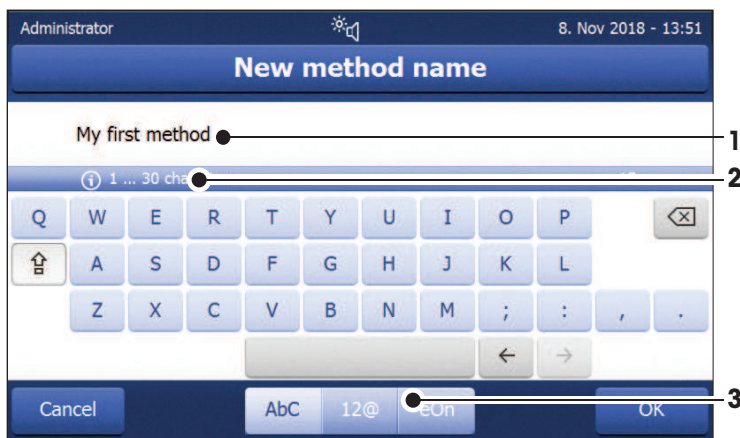 Administrator 8. Nov 2018 - 13:51
New method name
My first method 1
1 ... 30 2
Q W E R T Y U I O P
A S D F G H J K L
Z X C V B N M ; : , .
← →
3
Cancel AbC 12@ OK